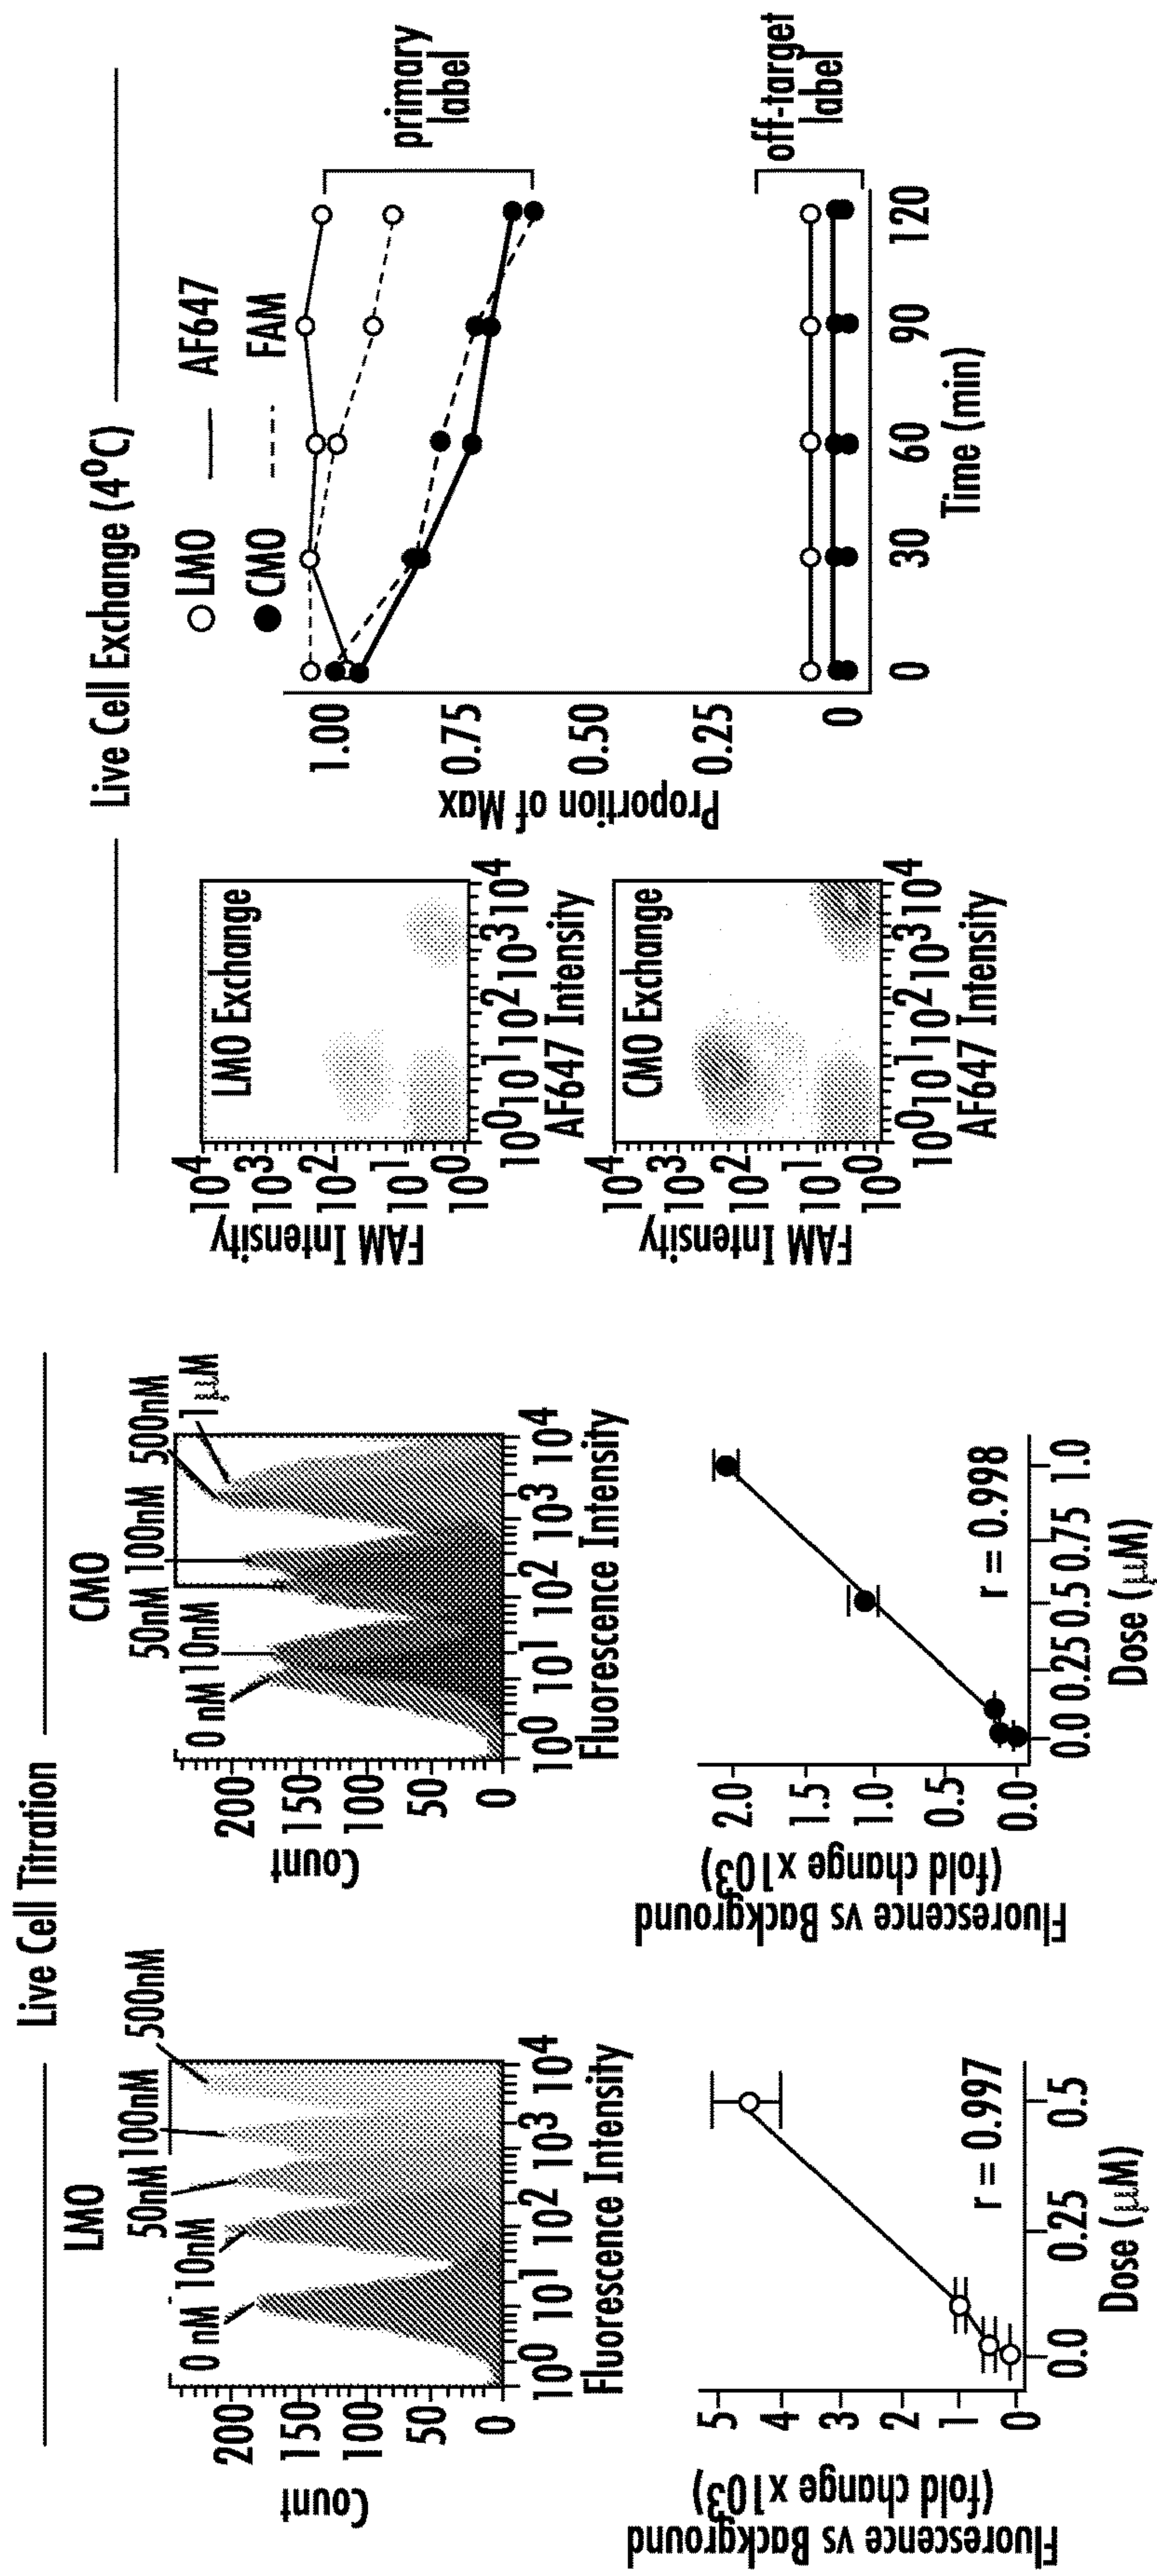 Live Cell Titration
LMO
0 nM
10nM
50nM
100nM
500nM
Count
200
150
100
50
0
10⁰ 10¹ 10² 10³ 10⁴
Fluorescence Intensity
CMO
0 nM
10nM
50nM
100nM
500nM
1μM
Count
200
150
100
50
0
10⁰ 10¹ 10² 10³ 10⁴
Fluorescence Intensity
Fluorescence vs Background
(fold change x10³)
5
4
3
2
1
0
r = 0.997
0.0 0.25 0.5
Dose (μM)
Fluorescence vs Background
(fold change x10³)
2.0
1.5
1.0
0.5
0.0
r = 0.998
0.0 0.25 0.5 0.75 1.0
Dose (μM)
Live Cell Exchange (4⁰C)
LMO Exchange
FAM Intensity
10⁴
10³
10²
10¹
10⁰
10⁰ 10¹ 10² 10³ 10⁴
AF647 Intensity
CMO Exchange
FAM Intensity
10⁴
10³
10²
10¹
10⁰
10⁰ 10¹ 10² 10³ 10⁴
AF647 Intensity
LMO AF647
CMO FAM
Proportion of Max
1.00
0.75
0.50
0.25
0
0 30 60 90 120
Time (min)
primary
label
off-target
label